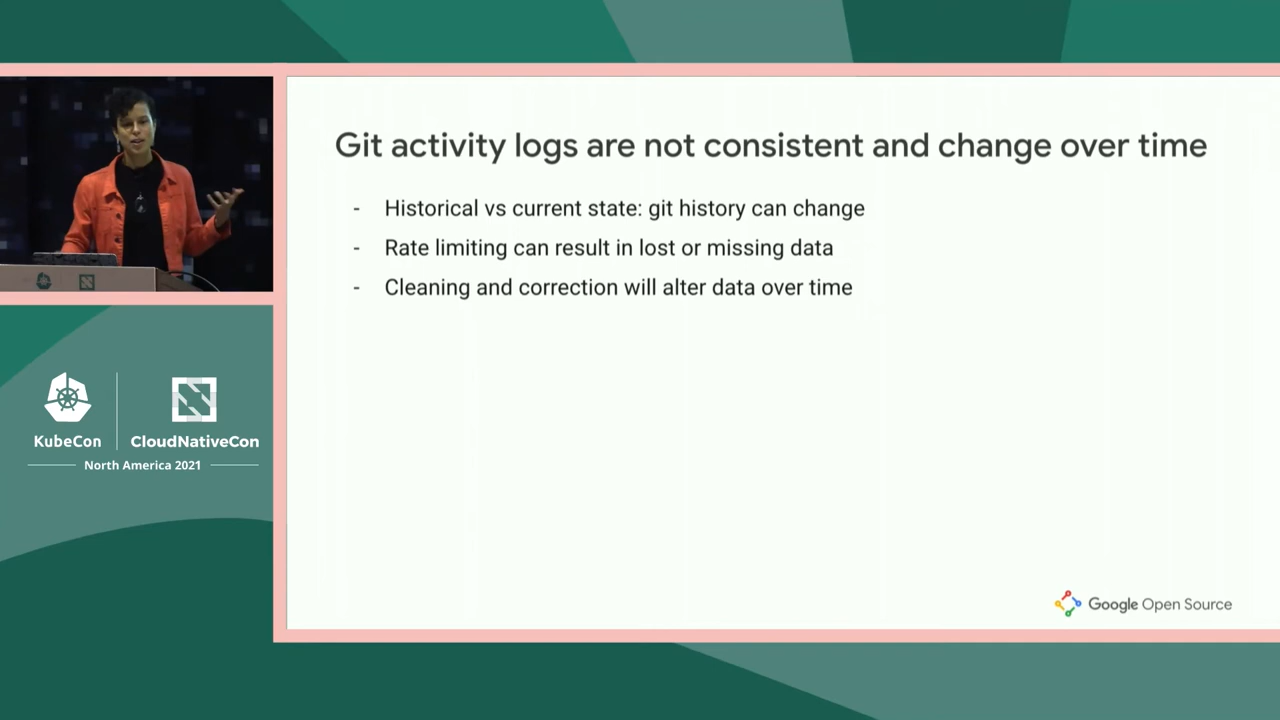 Git activity logs are not consistent and change over time
- Historical vs current state: git history can change
- Rate limiting can result in lost or missing data
- Cleaning and correction will alter data over time
KubeCon
CloudNativeCon
North America 2021
Google Open Source